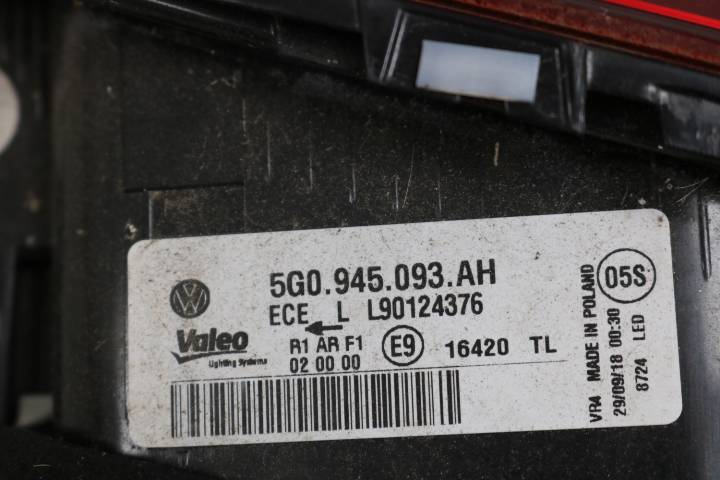 5G0.945.093.AH
ECE L L90124376
Valeo
Lighting Systems
R1 AR F1
02 00 00
E9
16420 TL
05S
VR4 MADE IN POLAND
29/09/18 00:30
8724 LED